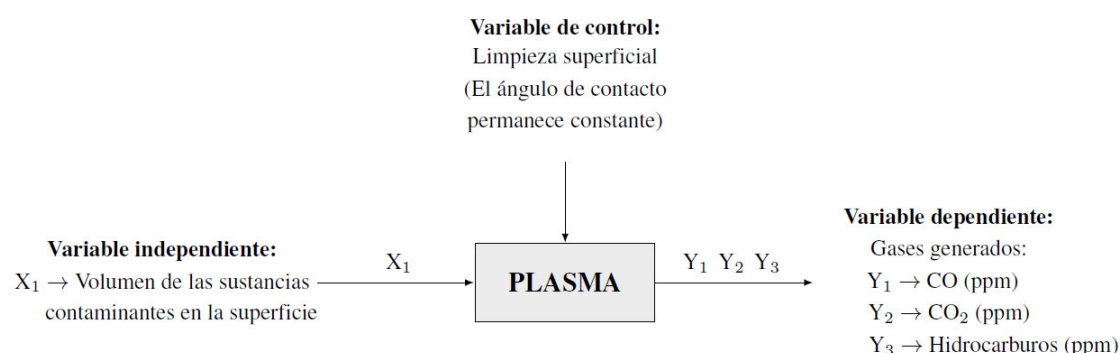 Variable de control:
Limpieza superficial
(El ángulo de contacto
permanece constante)
Variable independiente:
X₁ → Volumen de las sustancias
contaminantes en la superficie
X₁
PLASMA
Y₁ Y₂ Y₃
Variable dependiente:
Gases generados:
Y₁ → CO (ppm)
Y₂ → CO₂ (ppm)
Y₃ → Hidrocarburos (ppm)